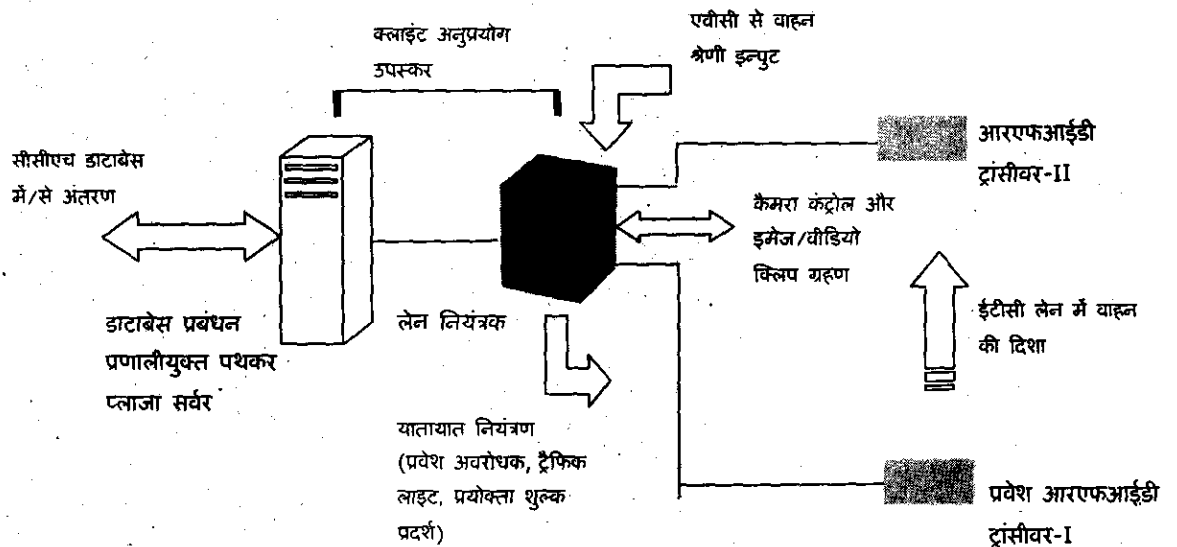 क्लाइंट अनुप्रयोग
उपस्कर
एवीसी से वाहन
श्रेणी इन्पुट
सीसीएच डाटाबेस
में/से अंतरण
आरएफआईडी
ट्रांसीवर-II
कैमरा कंट्रोल और
इमेज/वीडियो
क्लिप ग्रहण
डाटाबेस प्रबंधन
प्रणालीयुक्त पथकर
प्लाजा सर्वर
लेन नियंत्रक
ईटीसी लेन में वाहन
की दिशा
यातायात नियंत्रण
(प्रवेश अवरोधक, ट्रैफिक
लाइट, प्रयोक्ता शुल्क
प्रदर्श)
प्रवेश आरएफआईडी
ट्रांसीवर-I